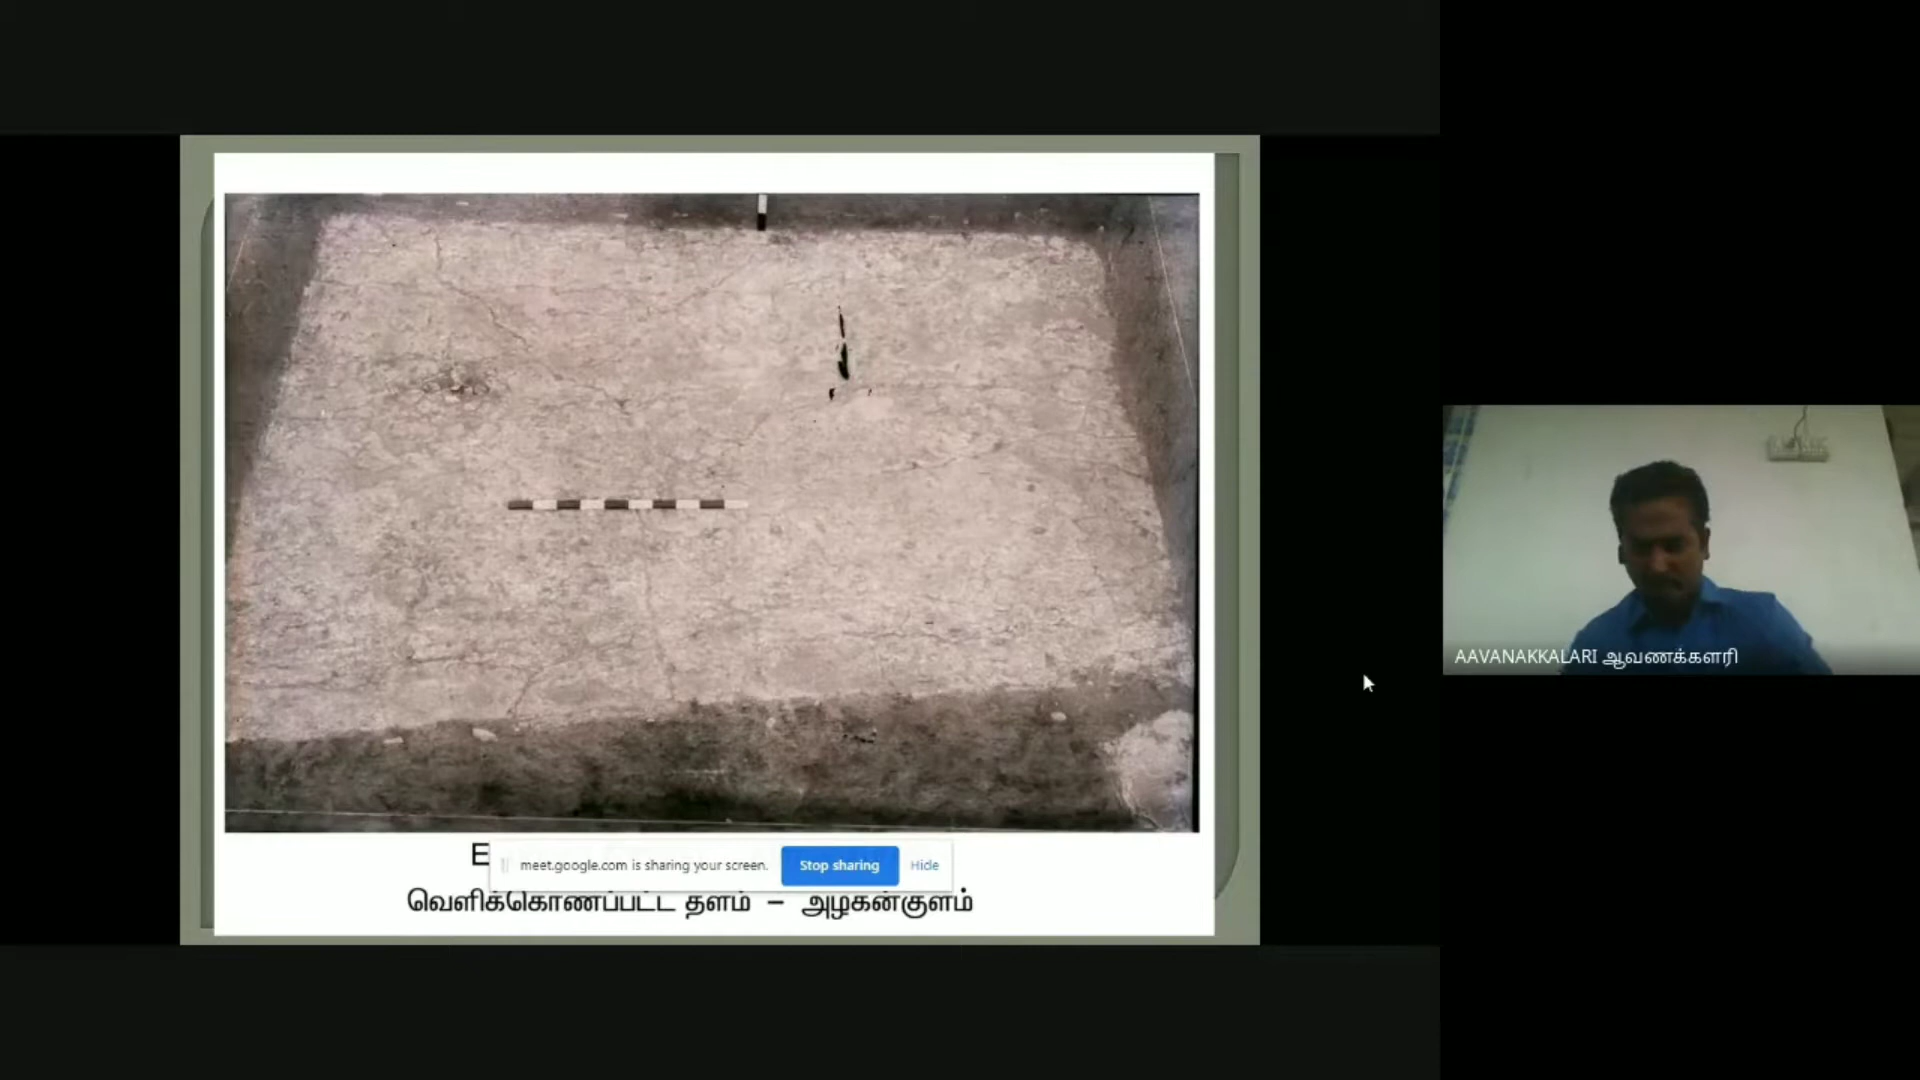 meet.google.com is sharing your screen. Stop sharing Hide
வெளிக்கொணப்பட்ட தளம் – அழகன்குளம்
AAVANAKKALARI ஆவணக்களரி